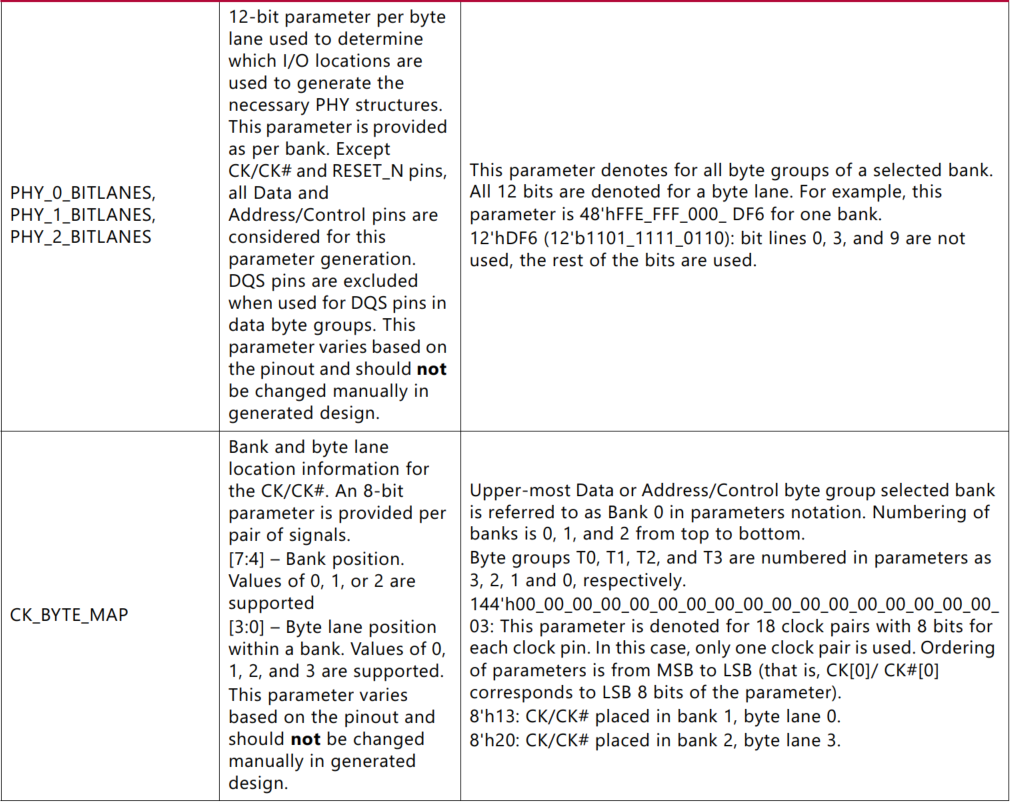 PHY_0_BITLANES,
PHY_1_BITLANES,
PHY_2_BITLANES
12-bit parameter per byte
lane used to determine
which I/O locations are
used to generate the
necessary PHY structures.
This parameter is provided
as per bank. Except
CK/CK# and RESET_N pins,
all Data and
Address/Control pins are
considered for this
parameter generation.
DQS pins are excluded
when used for DQS pins in
data byte groups. This
parameter varies based on
the pinout and should not
be changed manually in
generated design.
This parameter denotes for all byte groups of a selected bank.
All 12 bits are denoted for a byte lane. For example, this
parameter is 48'hFFE_FFF_000_ DF6 for one bank.
12'hDF6 (12'b1101_1111_0110): bit lines 0, 3, and 9 are not
used, the rest of the bits are used.
CK_BYTE_MAP
Bank and byte lane
location information for
the CK/CK#. An 8-bit
parameter is provided per
pair of signals.
[7:4] – Bank position.
Values of 0, 1, or 2 are
supported
[3:0] – Byte lane position
within a bank. Values of 0,
1, 2, and 3 are supported.
This parameter varies
based on the pinout and
should not be changed
manually in generated
design.
Upper-most Data or Address/Control byte group selected bank
is referred to as Bank 0 in parameters notation. Numbering of
banks is 0, 1, and 2 from top to bottom.
Byte groups T0, T1, T2, and T3 are numbered in parameters as
3, 2, 1 and 0, respectively.
144'h00_00_00_00_00_00_00_00_00_00_00_00_00_00_00_00_00_
03: This parameter is denoted for 18 clock pairs with 8 bits for
each clock pin. In this case, only one clock pair is used. Ordering
of parameters is from MSB to LSB (that is, CK[0]/ CK#[0]
corresponds to LSB 8 bits of the parameter).
8'h13: CK/CK# placed in bank 1, byte lane 0.
8'h20: CK/CK# placed in bank 2, byte lane 3.